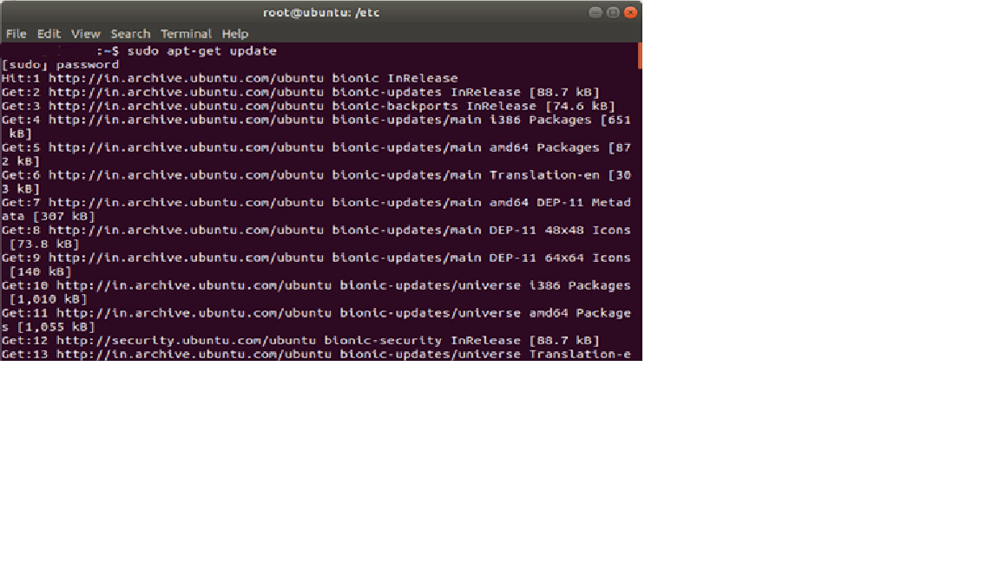 root@ubuntu: /etc
File Edit View Search Terminal Help
:~$ sudo apt-get update
[sudo] password
Hit:1 http://in.archive.ubuntu.com/ubuntu bionic InRelease
Get:2 http://in.archive.ubuntu.com/ubuntu bionic-updates InRelease [88.7 kB]
Get:3 http://in.archive.ubuntu.com/ubuntu bionic-backports InRelease [74.6 kB]
Get:4 http://in.archive.ubuntu.com/ubuntu bionic-updates/main i386 Packages [651
 kB]
Get:5 http://in.archive.ubuntu.com/ubuntu bionic-updates/main amd64 Packages [87
2 kB]
Get:6 http://in.archive.ubuntu.com/ubuntu bionic-updates/main Translation-en [30
3 kB]
Get:7 http://in.archive.ubuntu.com/ubuntu bionic-updates/main amd64 DEP-11 Metad
ata [307 kB]
Get:8 http://in.archive.ubuntu.com/ubuntu bionic-updates/main DEP-11 48x48 Icons
 [73.8 kB]
Get:9 http://in.archive.ubuntu.com/ubuntu bionic-updates/main DEP-11 64x64 Icons
 [140 kB]
Get:10 http://in.archive.ubuntu.com/ubuntu bionic-updates/universe i386 Packages
 [1,010 kB]
Get:11 http://in.archive.ubuntu.com/ubuntu bionic-updates/universe amd64 Package
s [1,055 kB]
Get:12 http://security.ubuntu.com/ubuntu bionic-security InRelease [88.7 kB]
Get:13 http://in.archive.ubuntu.com/ubuntu bionic-updates/universe Translation-e